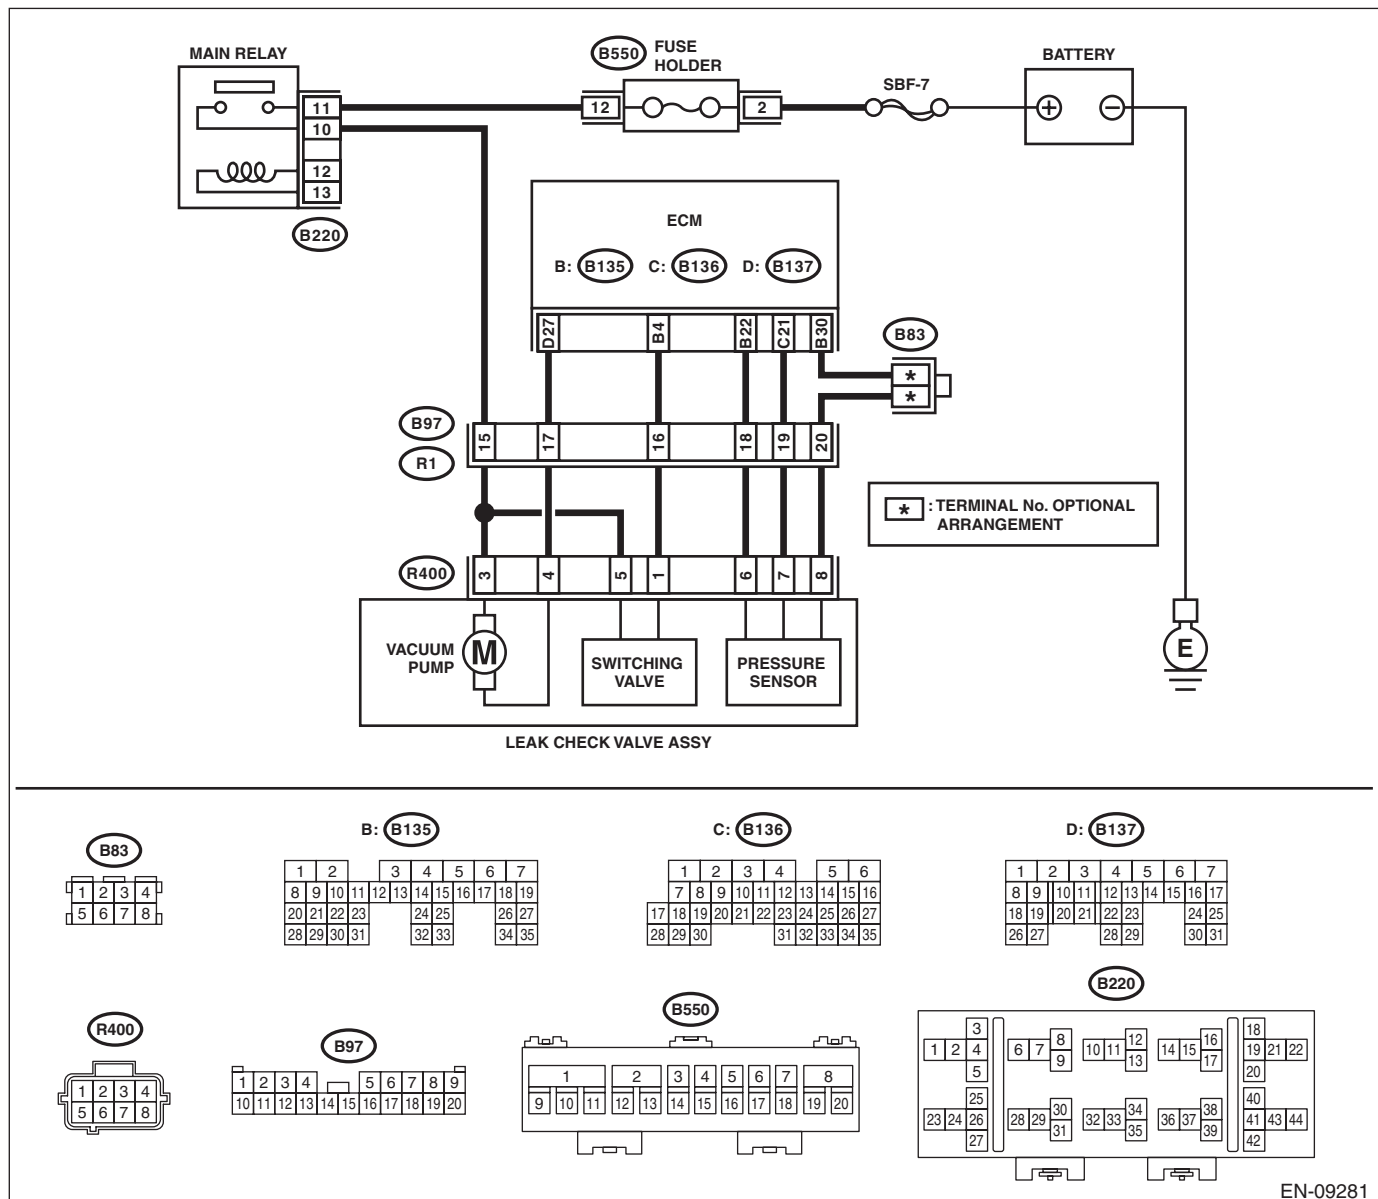 MAIN RELAY
B550
FUSE
HOLDER
SBF-7
BATTERY
11
10
12
13
B220
12
2
+
−
ECM
B: B135 C: B136 D: B137
D27 B4 B22 C21 B30
B83
*
*
B97
R1
15 17 16 18 19 20
* : TERMINAL No. OPTIONAL
ARRANGEMENT
R400
3 4 5 1 6 7 8
VACUUM
PUMP
M
SWITCHING
VALVE
PRESSURE
SENSOR
E
LEAK CHECK VALVE ASSY
B83
1 2 3 4
5 6 7 8
B: B135
1 2 3 4 5 6 7
8 9 10 11 12 13 14 15 16 17 18 19
20 21 22 23 24 25 26 27
28 29 30 31 32 33 34 35
C: B136
1 2 3 4 5 6
7 8 9 10 11 12 13 14 15 16
17 18 19 20 21 22 23 24 25 26 27
28 29 30 31 32 33 34 35
D: B137
1 2 3 4 5 6 7
8 9 10 11 12 13 14 15 16 17
18 19 20 21 22 23 24 25
26 27 28 29 30 31
R400
1 2 3 4
5 6 7 8
B97
1 2 3 4 5 6 7 8 9
10 11 12 13 14 15 16 17 18 19 20
B550
1 2 3 4 5 6 7 8
9 10 11 12 13 14 15 16 17 18 19 20
B220
3 8 12 16 18
1 2 4 6 7 10 11 14 15 19 21 22
5 9 13 17 20
25 30 34 38 40
23 24 26 28 29 32 33 36 37 41 43 44
27 31 35 39 42
EN-09281